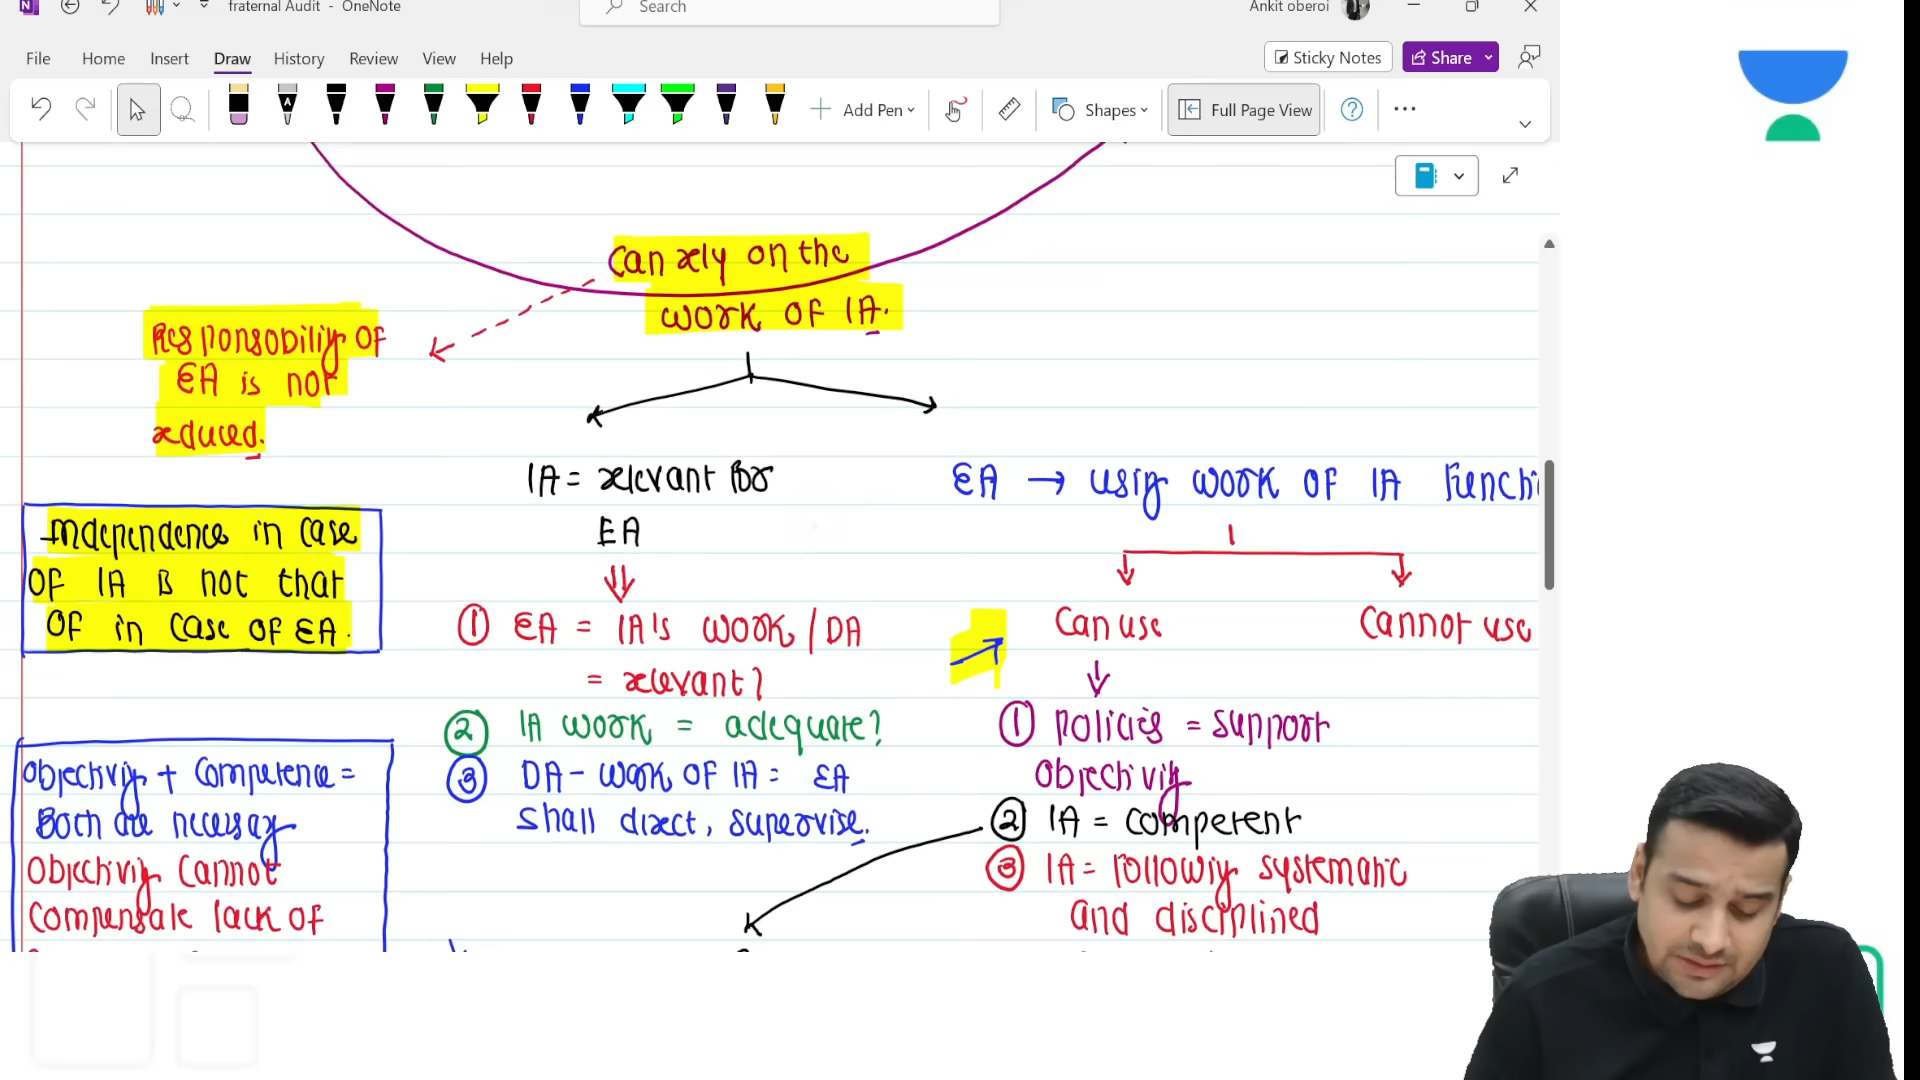 fraternal Audit - OneNote
Search
Ankit oberoi
File Home Insert Draw History Review View Help
Sticky Notes
Share
Add Pen
Shapes
Full Page View
Can rely on the
work of IA.
Responsobility of
EA is not
reduced.
IA = relevant for
EA
EA → using work of IA Functi
Independence in case
OF IA is not that
OF in case OF EA.
① EA = IA's work / DA
= relevant?
② IA work = adequate?
③ DA - work OF IA = EA
shall direct, supervise.
Can use
Cannot use
① policies = support
objectivity
② IA = competent
③ IA = following systematic
and disciplined
objectivity + competence =
Both are necessary
objectivity cannot
compensate lack of